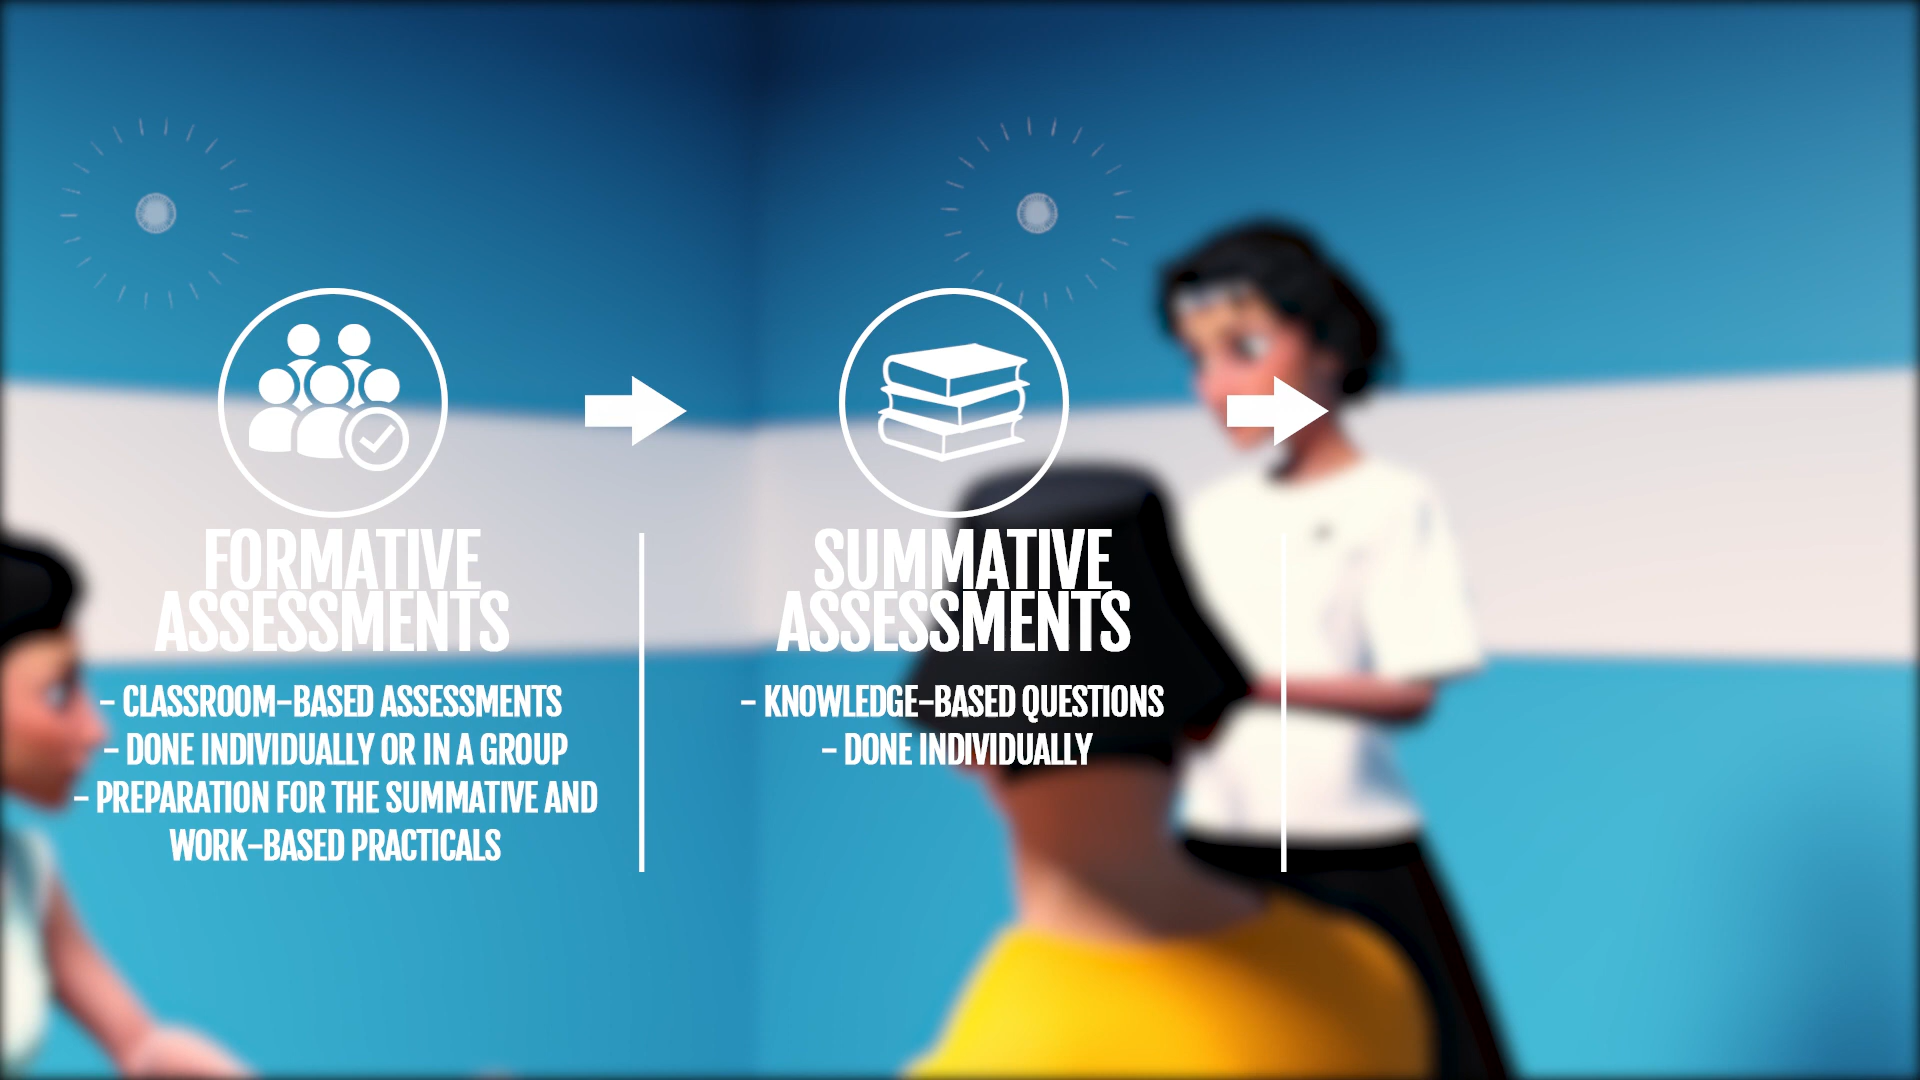 FORMATIVE
ASSESSMENTS
- CLASSROOM-BASED ASSESSMENTS
- DONE INDIVIDUALLY OR IN A GROUP
- PREPARATION FOR THE SUMMATIVE AND
WORK-BASED PRACTICALS
SUMMATIVE
ASSESSMENTS
- KNOWLEDGE-BASED QUESTIONS
- DONE INDIVIDUALLY